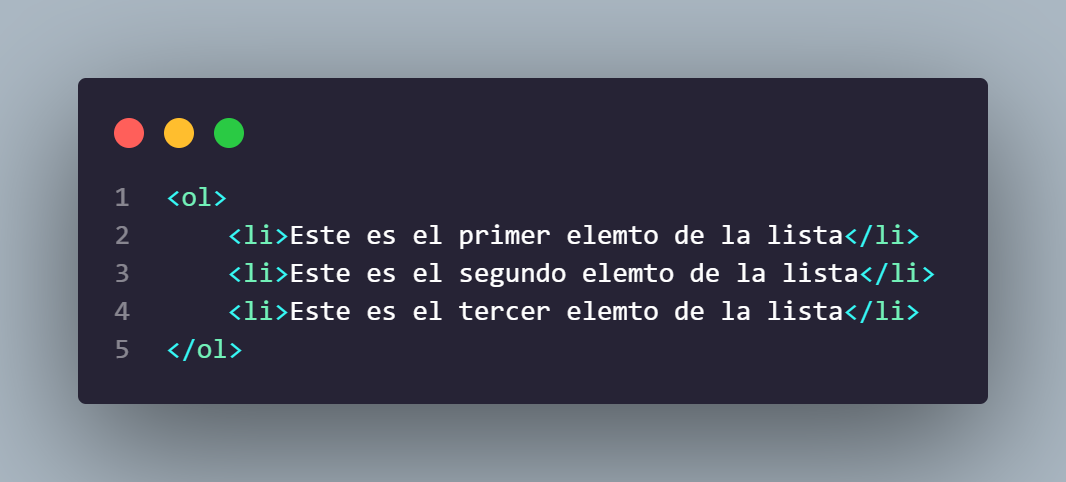 1 <ol>
2 <li>Este es el primer elemto de la lista</li>
3 <li>Este es el segundo elemto de la lista</li>
4 <li>Este es el tercer elemto de la lista</li>
5 </ol>